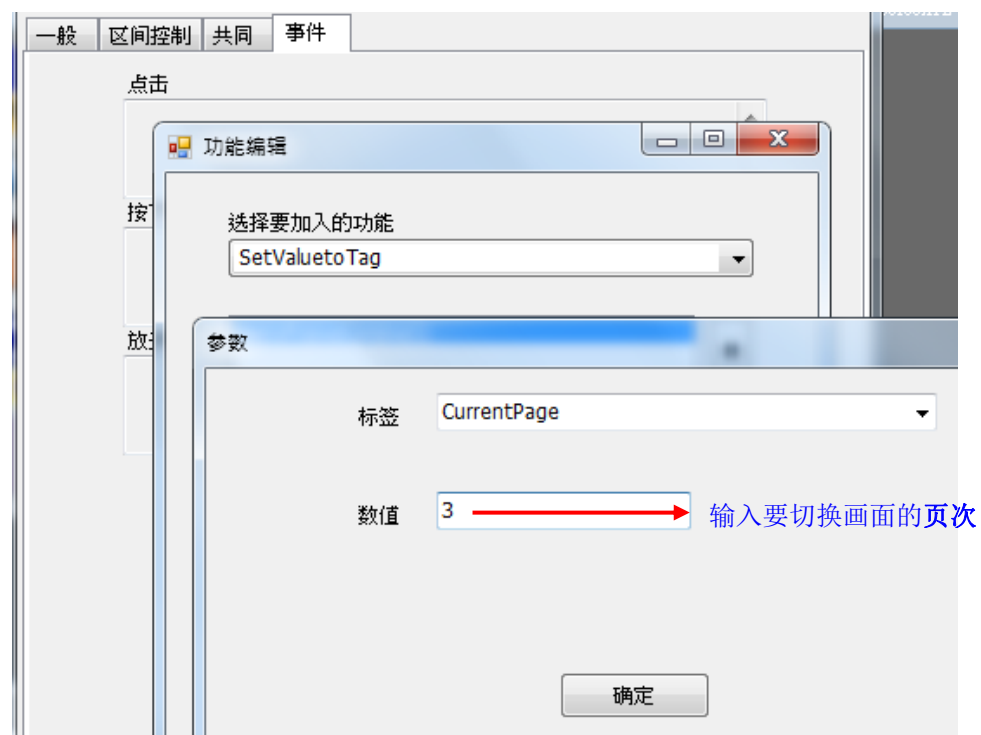 一般 区间控制 共同 事件
点击
功能编辑
按
选择要加入的功能
SetValuetoTag
放
参数
标签 CurrentPage
数值 3 输入要切换画面的页次
确定